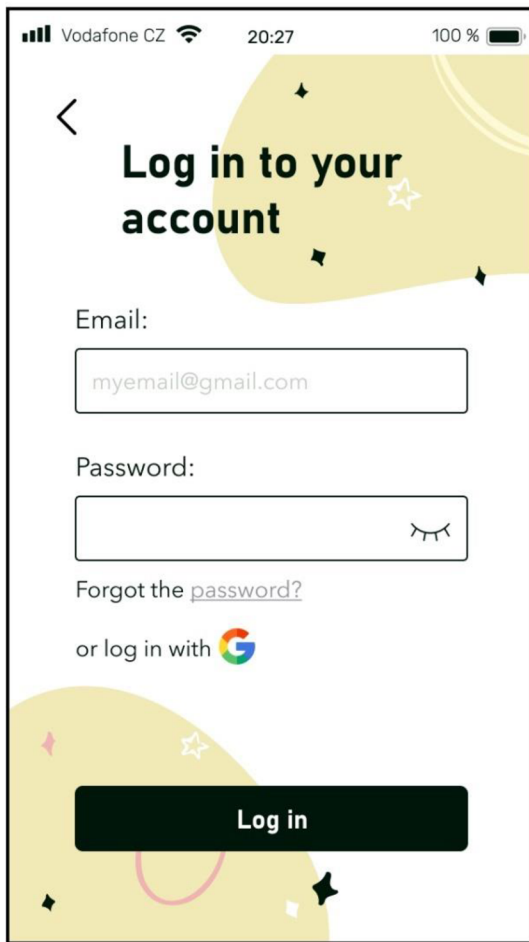 Vodafone CZ 20:27 100 %
Log in to your
account
Email:
myemail@gmail.com
Password:
Forgot the password?
or log in with G
Log in